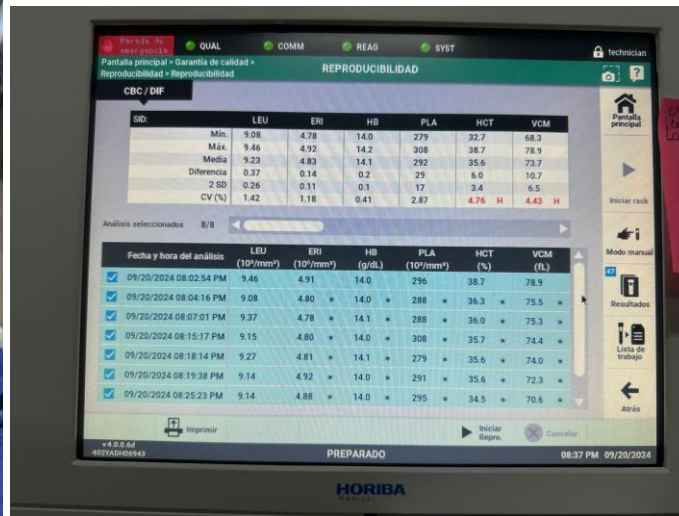 Parada de emergencia
QUAL COMM REAG SYST
technician
Pantalla principal > Garantía de calidad >
Reproducibilidad > Reproducibilidad
REPRODUCIBILIDAD
CBC / DIF
SID: LEU ERI HB PLA HCT VCM
Mín. 9.08 4.78 14.0 279 32.7 68.3
Máx. 9.46 4.92 14.2 308 38.7 78.9
Media 9.23 4.83 14.1 292 35.6 73.7
Diferencia 0.37 0.14 0.2 29 6.0 10.7
2 SD 0.26 0.11 0.1 17 3.4 6.5
CV (%) 1.42 1.18 0.41 2.87 4.76 H 4.43 H
Análisis seleccionados 8/8
Fecha y hora del análisis LEU ERI HB PLA HCT VCM
(10³/mm³) (10⁶/mm³) (g/dL) (10³/mm³) (%) (fL)
09/20/2024 08:02:54 PM 9.46 4.91 14.0 296 38.7 78.9
09/20/2024 08:04:16 PM 9.08 4.80 * 14.0 * 288 * 36.3 * 75.5 *
09/20/2024 08:07:01 PM 9.37 4.78 * 14.1 * 288 * 36.0 * 75.3 *
09/20/2024 08:15:17 PM 9.15 4.80 * 14.0 * 308 * 35.7 * 74.4 *
09/20/2024 08:18:14 PM 9.27 4.81 * 14.1 * 279 * 35.6 * 74.0 *
09/20/2024 08:19:38 PM 9.14 4.92 * 14.0 * 291 * 35.6 * 72.3 *
09/20/2024 08:25:23 PM 9.14 4.88 * 14.0 * 295 * 34.5 * 70.6 *
Pantalla
principal
Iniciar rack
Modo manual
47
Resultados
Lista de
trabajo
Atrás
Imprimir
Iniciar
Repro.
Cancelar
v4.0.0.6d
402YADH06943
PREPARADO
08:37 PM 09/20/2024
HORIBA
Medical